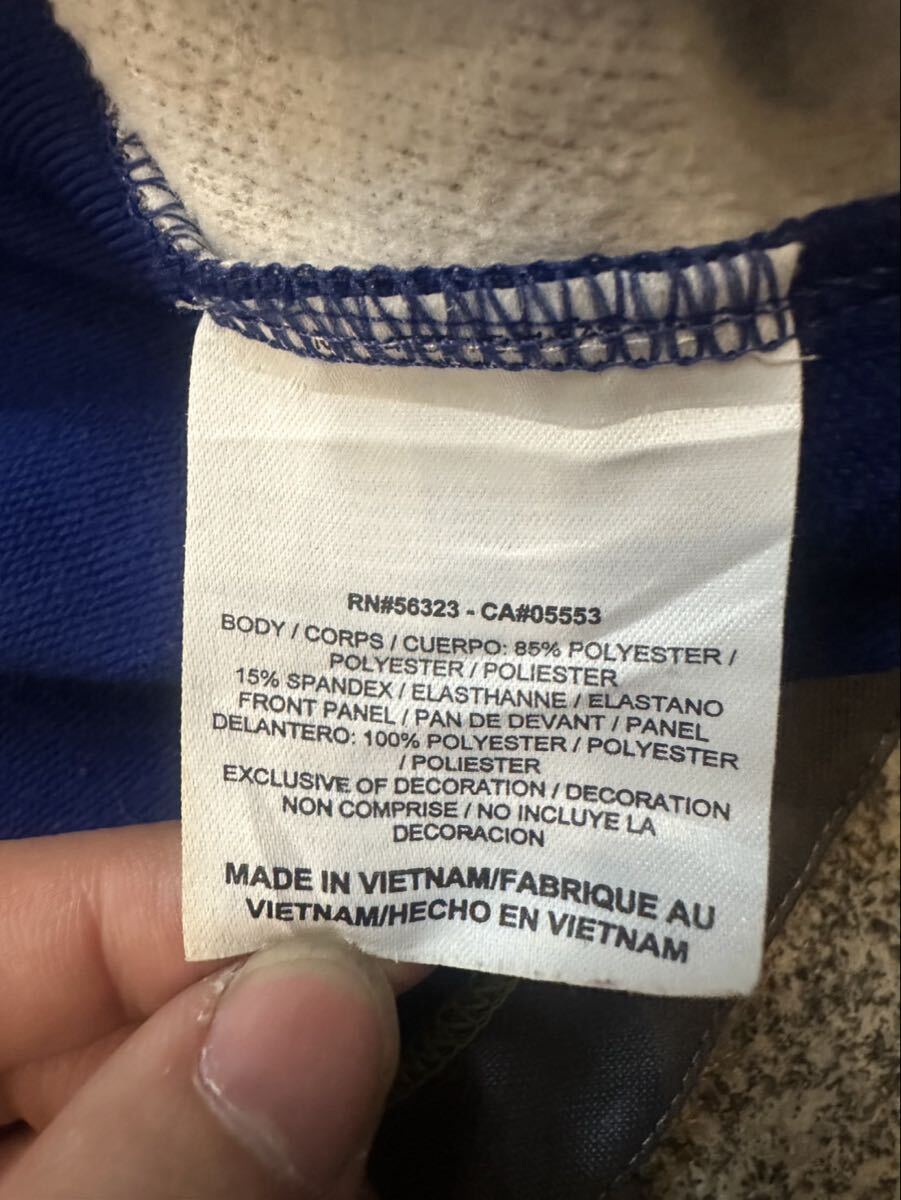 RN#56323 - CA#05553
BODY / CORPS / CUERPO: 85% POLYESTER /
POLYESTER / POLIESTER
15% SPANDEX / ELASTHANNE / ELASTANO
FRONT PANEL / PAN DE DEVANT / PANEL
DELANTERO: 100% POLYESTER / POLYESTER
/ POLIESTER
EXCLUSIVE OF DECORATION / DECORATION
NON COMPRISE / NO INCLUYE LA
DECORACION
MADE IN VIETNAM/FABRIQUE AU
VIETNAM/HECHO EN VIETNAM